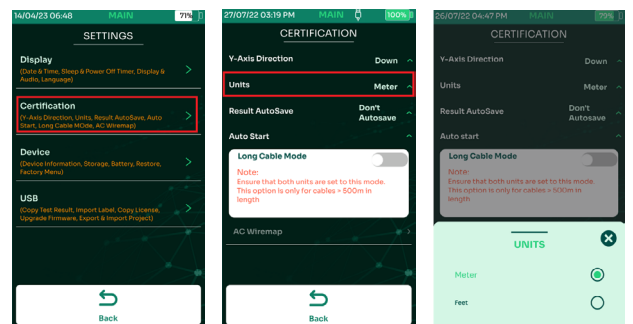 14/04/23 06:48 MAIN 71%
SETTINGS
Display
(Date & Time, Sleep & Power Off Timer, Display &
Audio, Language)
Certification
(Y-Axis Direction, Units, Result AutoSave, Auto
Start, Long Cable MOde, AC Wiremap)
Device
(Device Information, Storage, Battery, Restore,
Factory Menu)
USB
(Copy Test Result, Import Label, Copy License,
Upgrade Firmware, Export & Import Project)
Back
27/07/22 03:19 PM MAIN 100%
CERTIFICATION
Y-Axis Direction Down
Units Meter
Result AutoSave Don't
Autosave
Auto Start
Long Cable Mode
Note:
Ensure that both units are set to this mode.
This option is only for cables > 500m in
length
AC Wiremap
Back
26/07/22 04:47 PM MAIN 79%
CERTIFICATION
Y-Axis Direction Down
Units Meter
Result AutoSave Don't
Autosave
Auto start
Long Cable Mode
Note:
Ensure that both units are set to this mode.
This option is only for cables > 500m in
length
UNITS
Meter
Feet